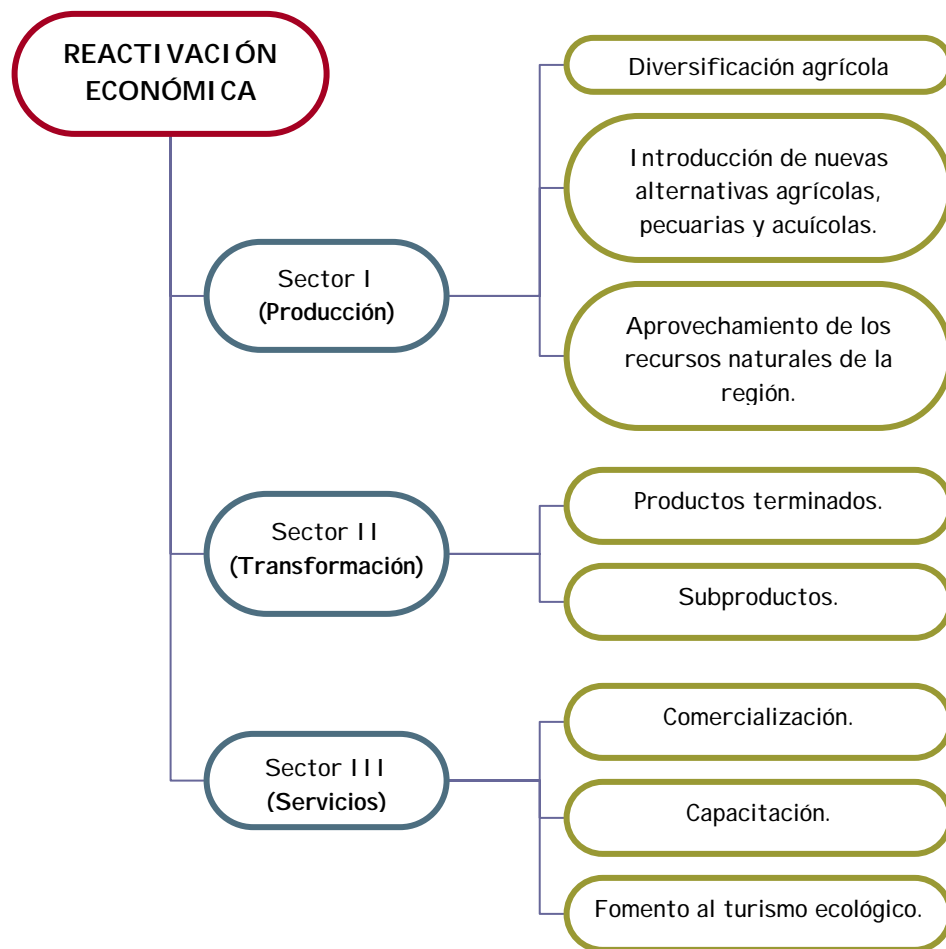 REACTIVACIÓN
ECONÓMICA
Diversificación agrícola
Introducción de nuevas
alternativas agrícolas,
pecuarias y acuícolas.
Sector I
(Producción)
Aprovechamiento de los
recursos naturales de la
región.
Sector II
(Transformación)
Productos terminados.
Subproductos.
Sector III
(Servicios)
Comercialización.
Capacitación.
Fomento al turismo ecológico.